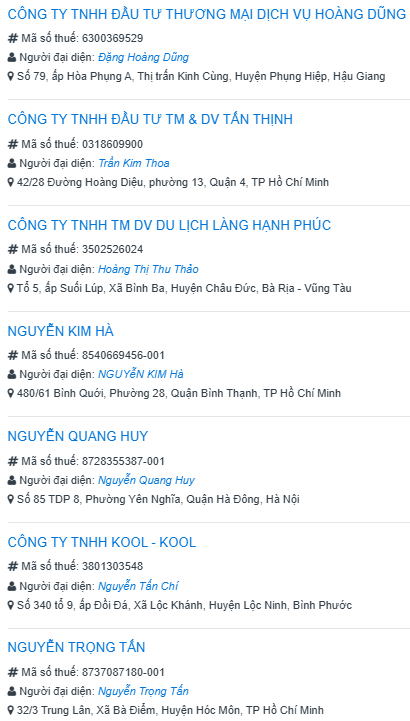 CÔNG TY TNHH ĐẦU TƯ THƯƠNG MẠI DỊCH VỤ HOÀNG DŨNG
# Mã số thuế: 6300369529
Người đại diện: Đặng Hoàng Dũng
Số 79, ấp Hòa Phụng A, Thị trấn Kinh Cùng, Huyện Phụng Hiệp, Hậu Giang
CÔNG TY TNHH ĐẦU TƯ TM & DV TẤN THỊNH
# Mã số thuế: 0318609900
Người đại diện: Trần Kim Thoa
42/28 Đường Hoàng Diệu, phường 13, Quận 4, TP Hồ Chí Minh
CÔNG TY TNHH TM DV DU LỊCH LÀNG HẠNH PHÚC
# Mã số thuế: 3502526024
Người đại diện: Hoàng Thị Thu Thảo
Tổ 5, ấp Suối Lúp, Xã Bình Ba, Huyện Châu Đức, Bà Rịa - Vũng Tàu
NGUYỄN KIM HÀ
# Mã số thuế: 8540669456-001
Người đại diện: NGUYễN KIM Hà
480/61 Bình Quới, Phường 28, Quận Bình Thạnh, TP Hồ Chí Minh
NGUYỄN QUANG HUY
# Mã số thuế: 8728355387-001
Người đại diện: Nguyễn Quang Huy
Số 85 TDP 8, Phường Yên Nghĩa, Quận Hà Đông, Hà Nội
CÔNG TY TNHH KOOL - KOOL
# Mã số thuế: 3801303548
Người đại diện: Nguyễn Tấn Chí
Số 340 tổ 9, ấp Đồi Đá, Xã Lộc Khánh, Huyện Lộc Ninh, Bình Phước
NGUYỄN TRỌNG TẤN
# Mã số thuế: 8737087180-001
Người đại diện: Nguyễn Trọng Tấn
32/3 Trung Lân, Xã Bà Điểm, Huyện Hóc Môn, TP Hồ Chí Minh